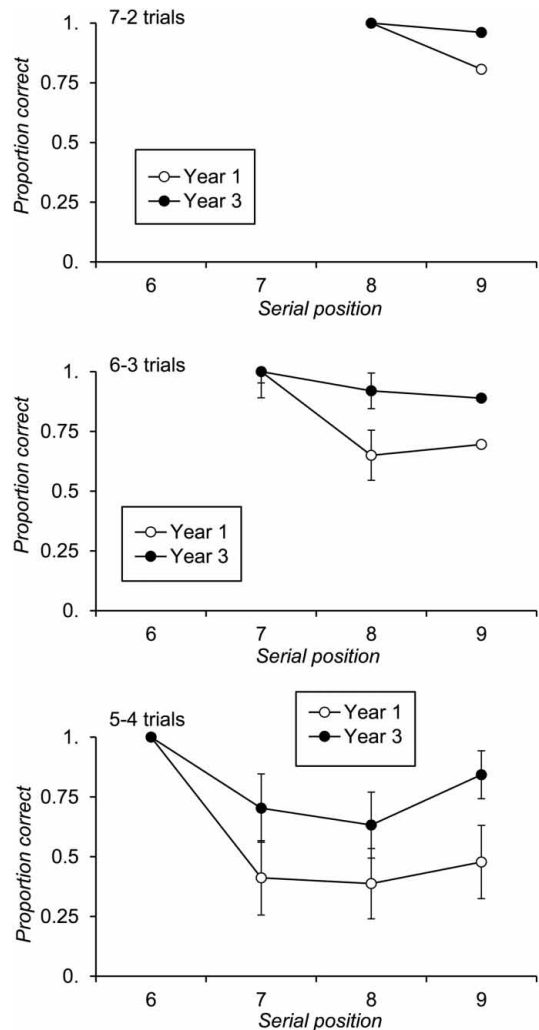 7-2 trials
Proportion correct
1.
0.75
0.5
0.25
0.
Year 1
Year 3
6 7 8 9
Serial position
6-3 trials
Proportion correct
1.
0.75
0.5
0.25
0.
Year 1
Year 3
6 7 8 9
Serial position
5-4 trials
Year 1
Year 3
Proportion correct
1.
0.75
0.5
0.25
0.
6 7 8 9
Serial position